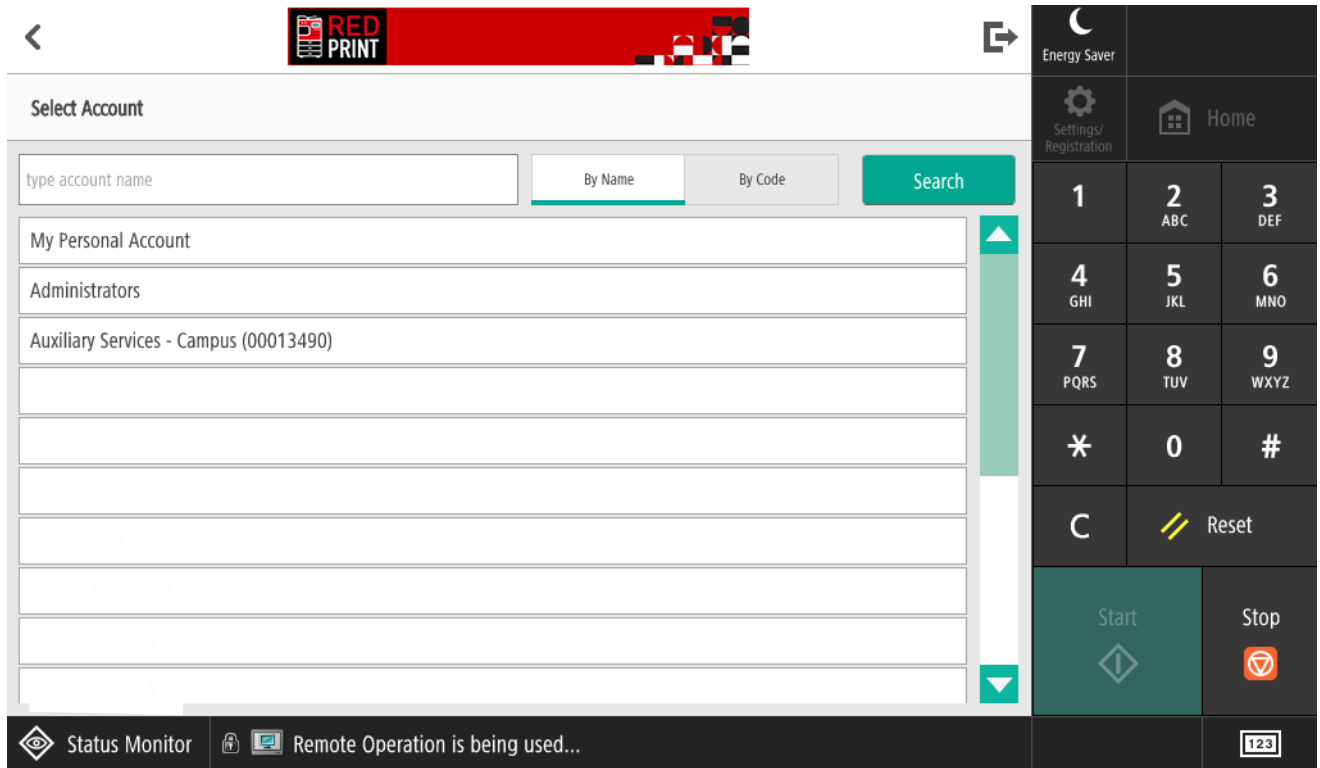 RED
PRINT
Energy Saver
Select Account
Settings/
Registration
Home
type account name
By Name
By Code
Search
My Personal Account
Administrators
Auxiliary Services - Campus (00013490)
1
2
ABC
3
DEF
4
GHI
5
JKL
6
MNO
7
PQRS
8
TUV
9
WXYZ
*
0
#
C
Reset
Start
Stop
Status Monitor
Remote Operation is being used...
123